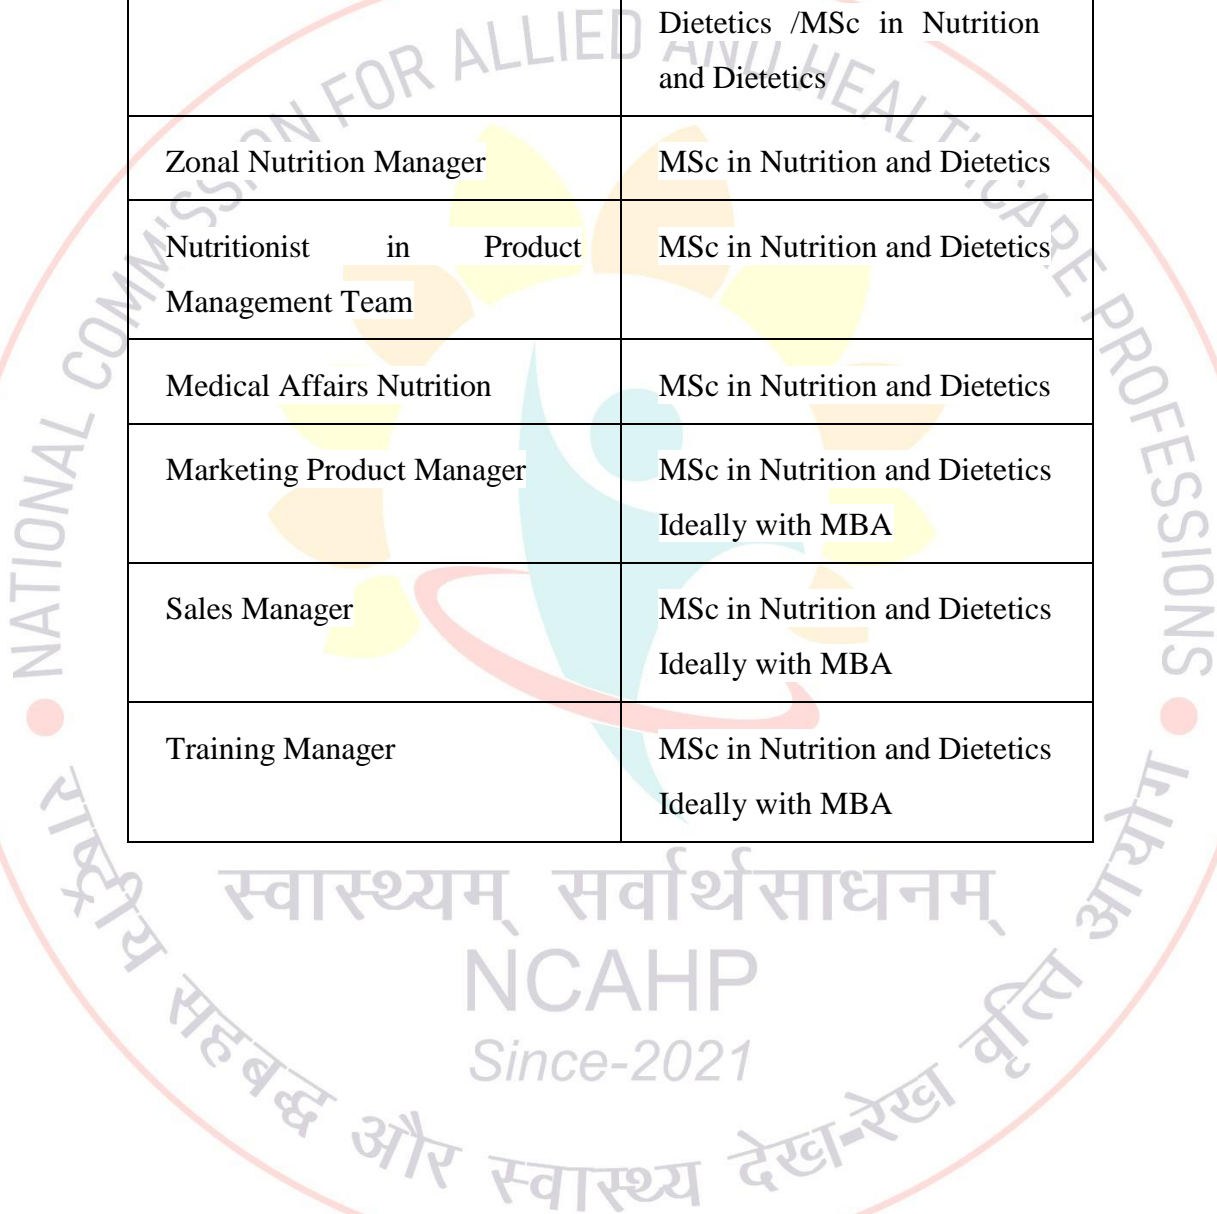 Dietetics /MSc in Nutrition
and Dietetics
Zonal Nutrition Manager MSc in Nutrition and Dietetics
Nutritionist in Product MSc in Nutrition and Dietetics
Management Team
Medical Affairs Nutrition MSc in Nutrition and Dietetics
Marketing Product Manager MSc in Nutrition and Dietetics
Ideally with MBA
Sales Manager MSc in Nutrition and Dietetics
Ideally with MBA
Training Manager MSc in Nutrition and Dietetics
Ideally with MBA
NATIONAL COMMISSION FOR ALLIED AND HEALTHCARE PROFESSIONS
स्वास्थ्यम् सर्वार्थसाधनम्
NCAHP
Since-2021
राष्ट्रीय सहबद्ध और स्वास्थ्य देख-रेख वृत्ति आयोग